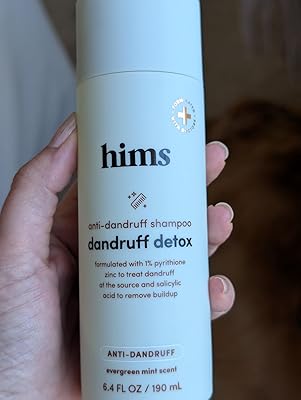 hims
anti-dandruff shampoo
dandruff detox
formulated with 1% pyrithione
zinc to treat dandruff
at the source and salicylic
acid to remove buildup
ANTI-DANDRUFF
evergreen mint scent
6.4 FL OZ / 190 mL